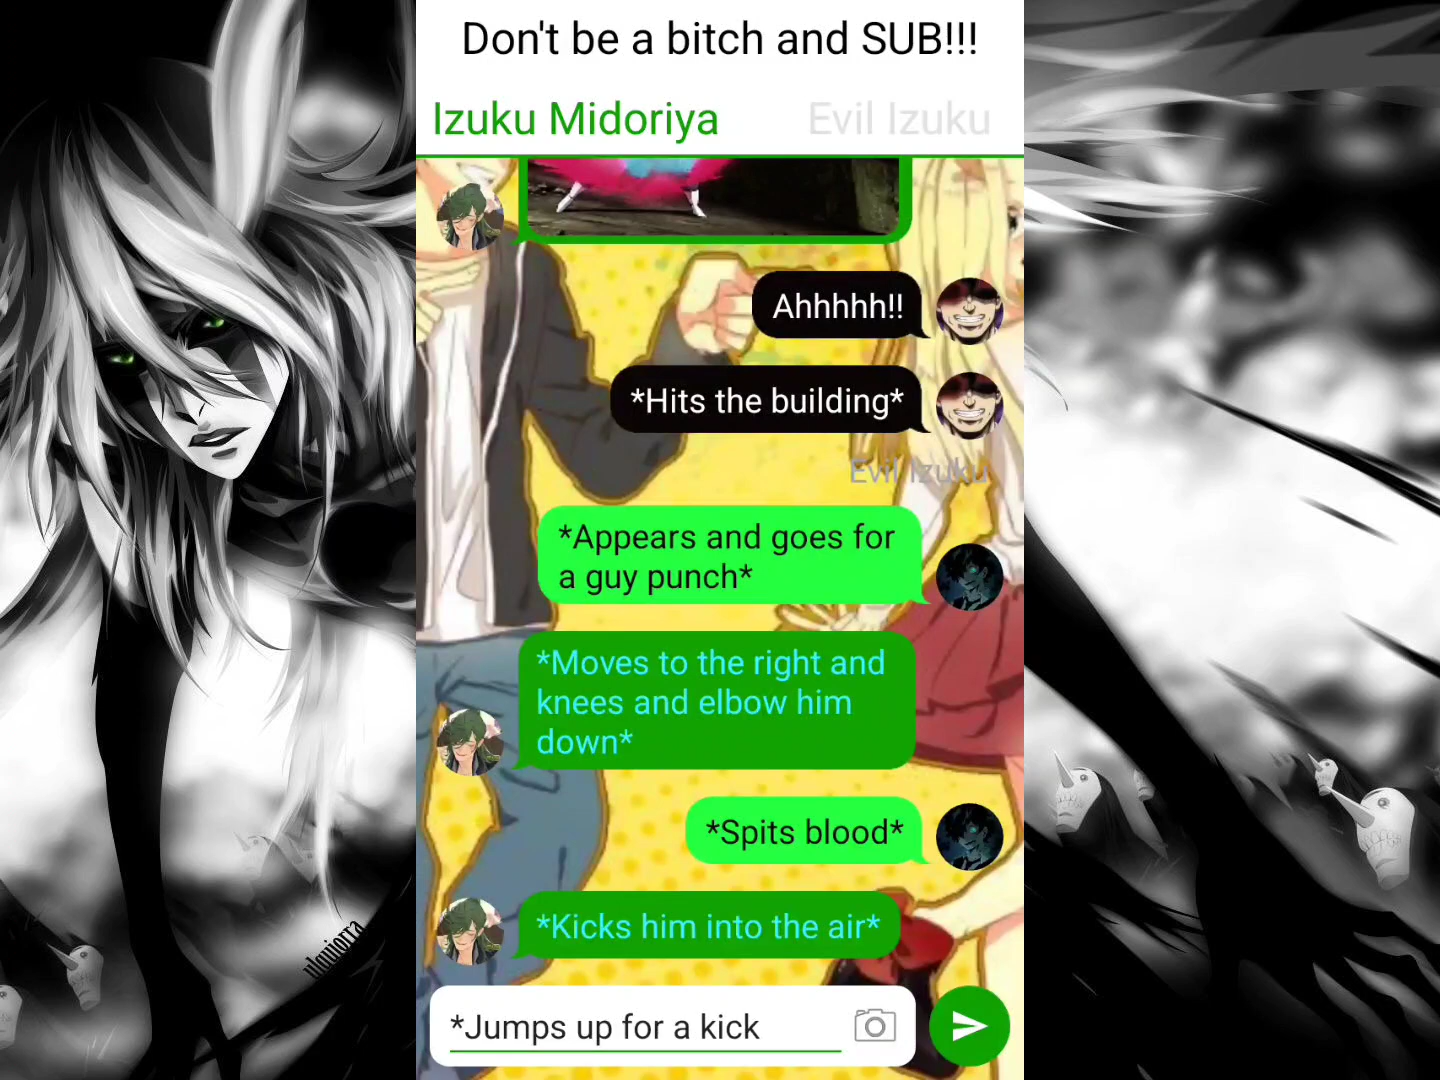 Don't be a bitch and SUB!!!
Izuku Midoriya
Evil Izuku
Ahhhhh!!
*Hits the building*
Evil Izuku
*Appears and goes for
a guy punch*
*Moves to the right and
knees and elbow him
down*
*Spits blood*
*Kicks him into the air*
ulquiorra
*Jumps up for a kick